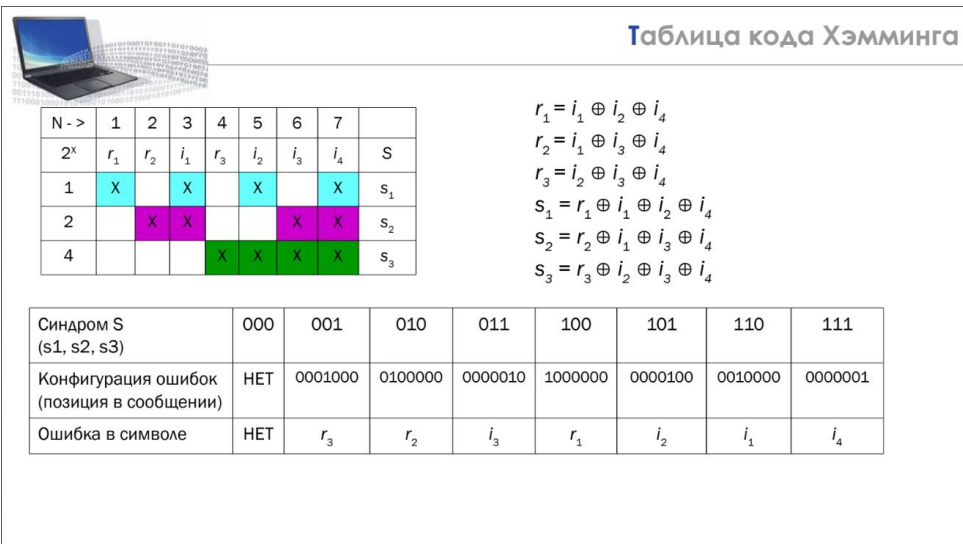 Таблица кода Хэмминга
N - > 1 2 3 4 5 6 7
2ˣ r₁ r₂ i₁ r₃ i₂ i₃ i₄ S
1 X X X X s₁
2 X X X X s₂
4 X X X X s₃
r₁ = i₁ ⊕ i₂ ⊕ i₄
r₂ = i₁ ⊕ i₃ ⊕ i₄
r₃ = i₂ ⊕ i₃ ⊕ i₄
s₁ = r₁ ⊕ i₁ ⊕ i₂ ⊕ i₄
s₂ = r₂ ⊕ i₁ ⊕ i₃ ⊕ i₄
s₃ = r₃ ⊕ i₂ ⊕ i₃ ⊕ i₄
Синдром S 000 001 010 011 100 101 110 111
(s1, s2, s3)
Конфигурация ошибок НЕТ 0001000 0100000 0000010 1000000 0000100 0010000 0000001
(позиция в сообщении)
Ошибка в символе НЕТ r₃ r₂ i₃ r₁ i₂ i₁ i₄